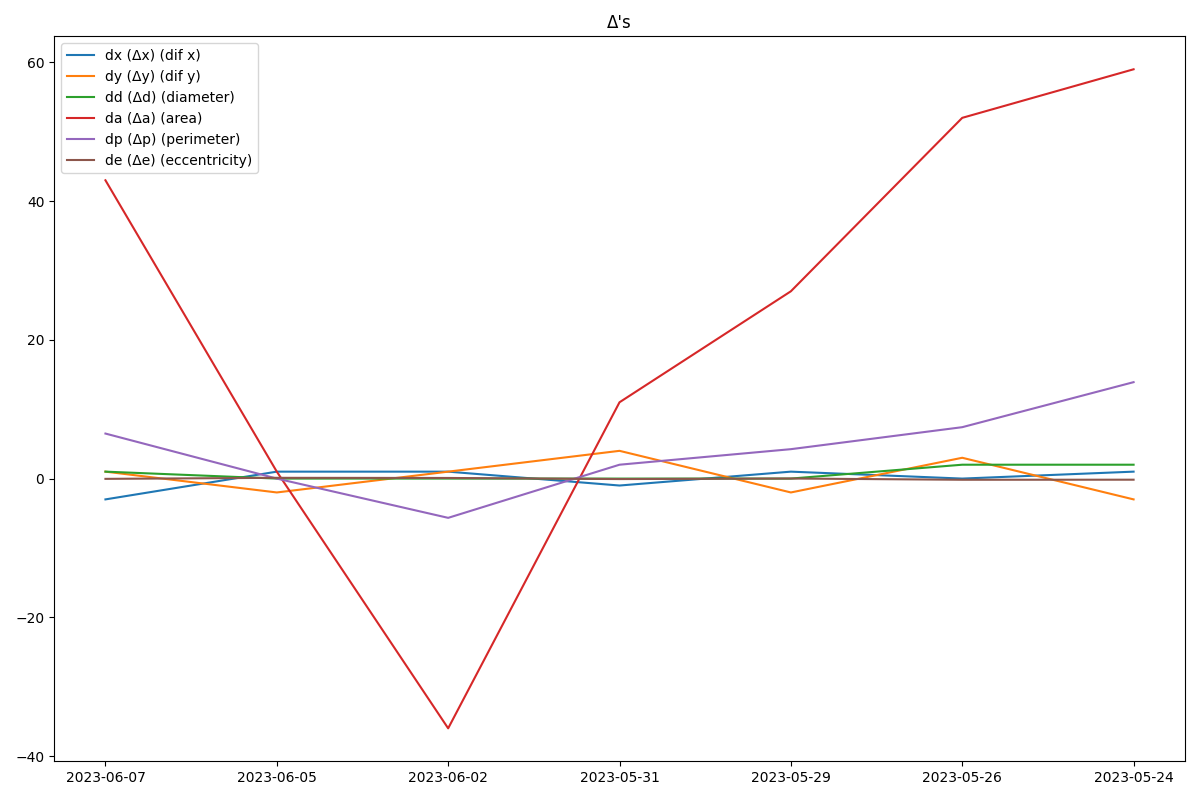 Δ's
dx (Δx) (dif x)
dy (Δy) (dif y)
dd (Δd) (diameter)
da (Δa) (area)
dp (Δp) (perimeter)
de (Δe) (eccentricity)
60
40
20
0
−20
−40
2023-06-07 2023-06-05 2023-06-02 2023-05-31 2023-05-29 2023-05-26 2023-05-24